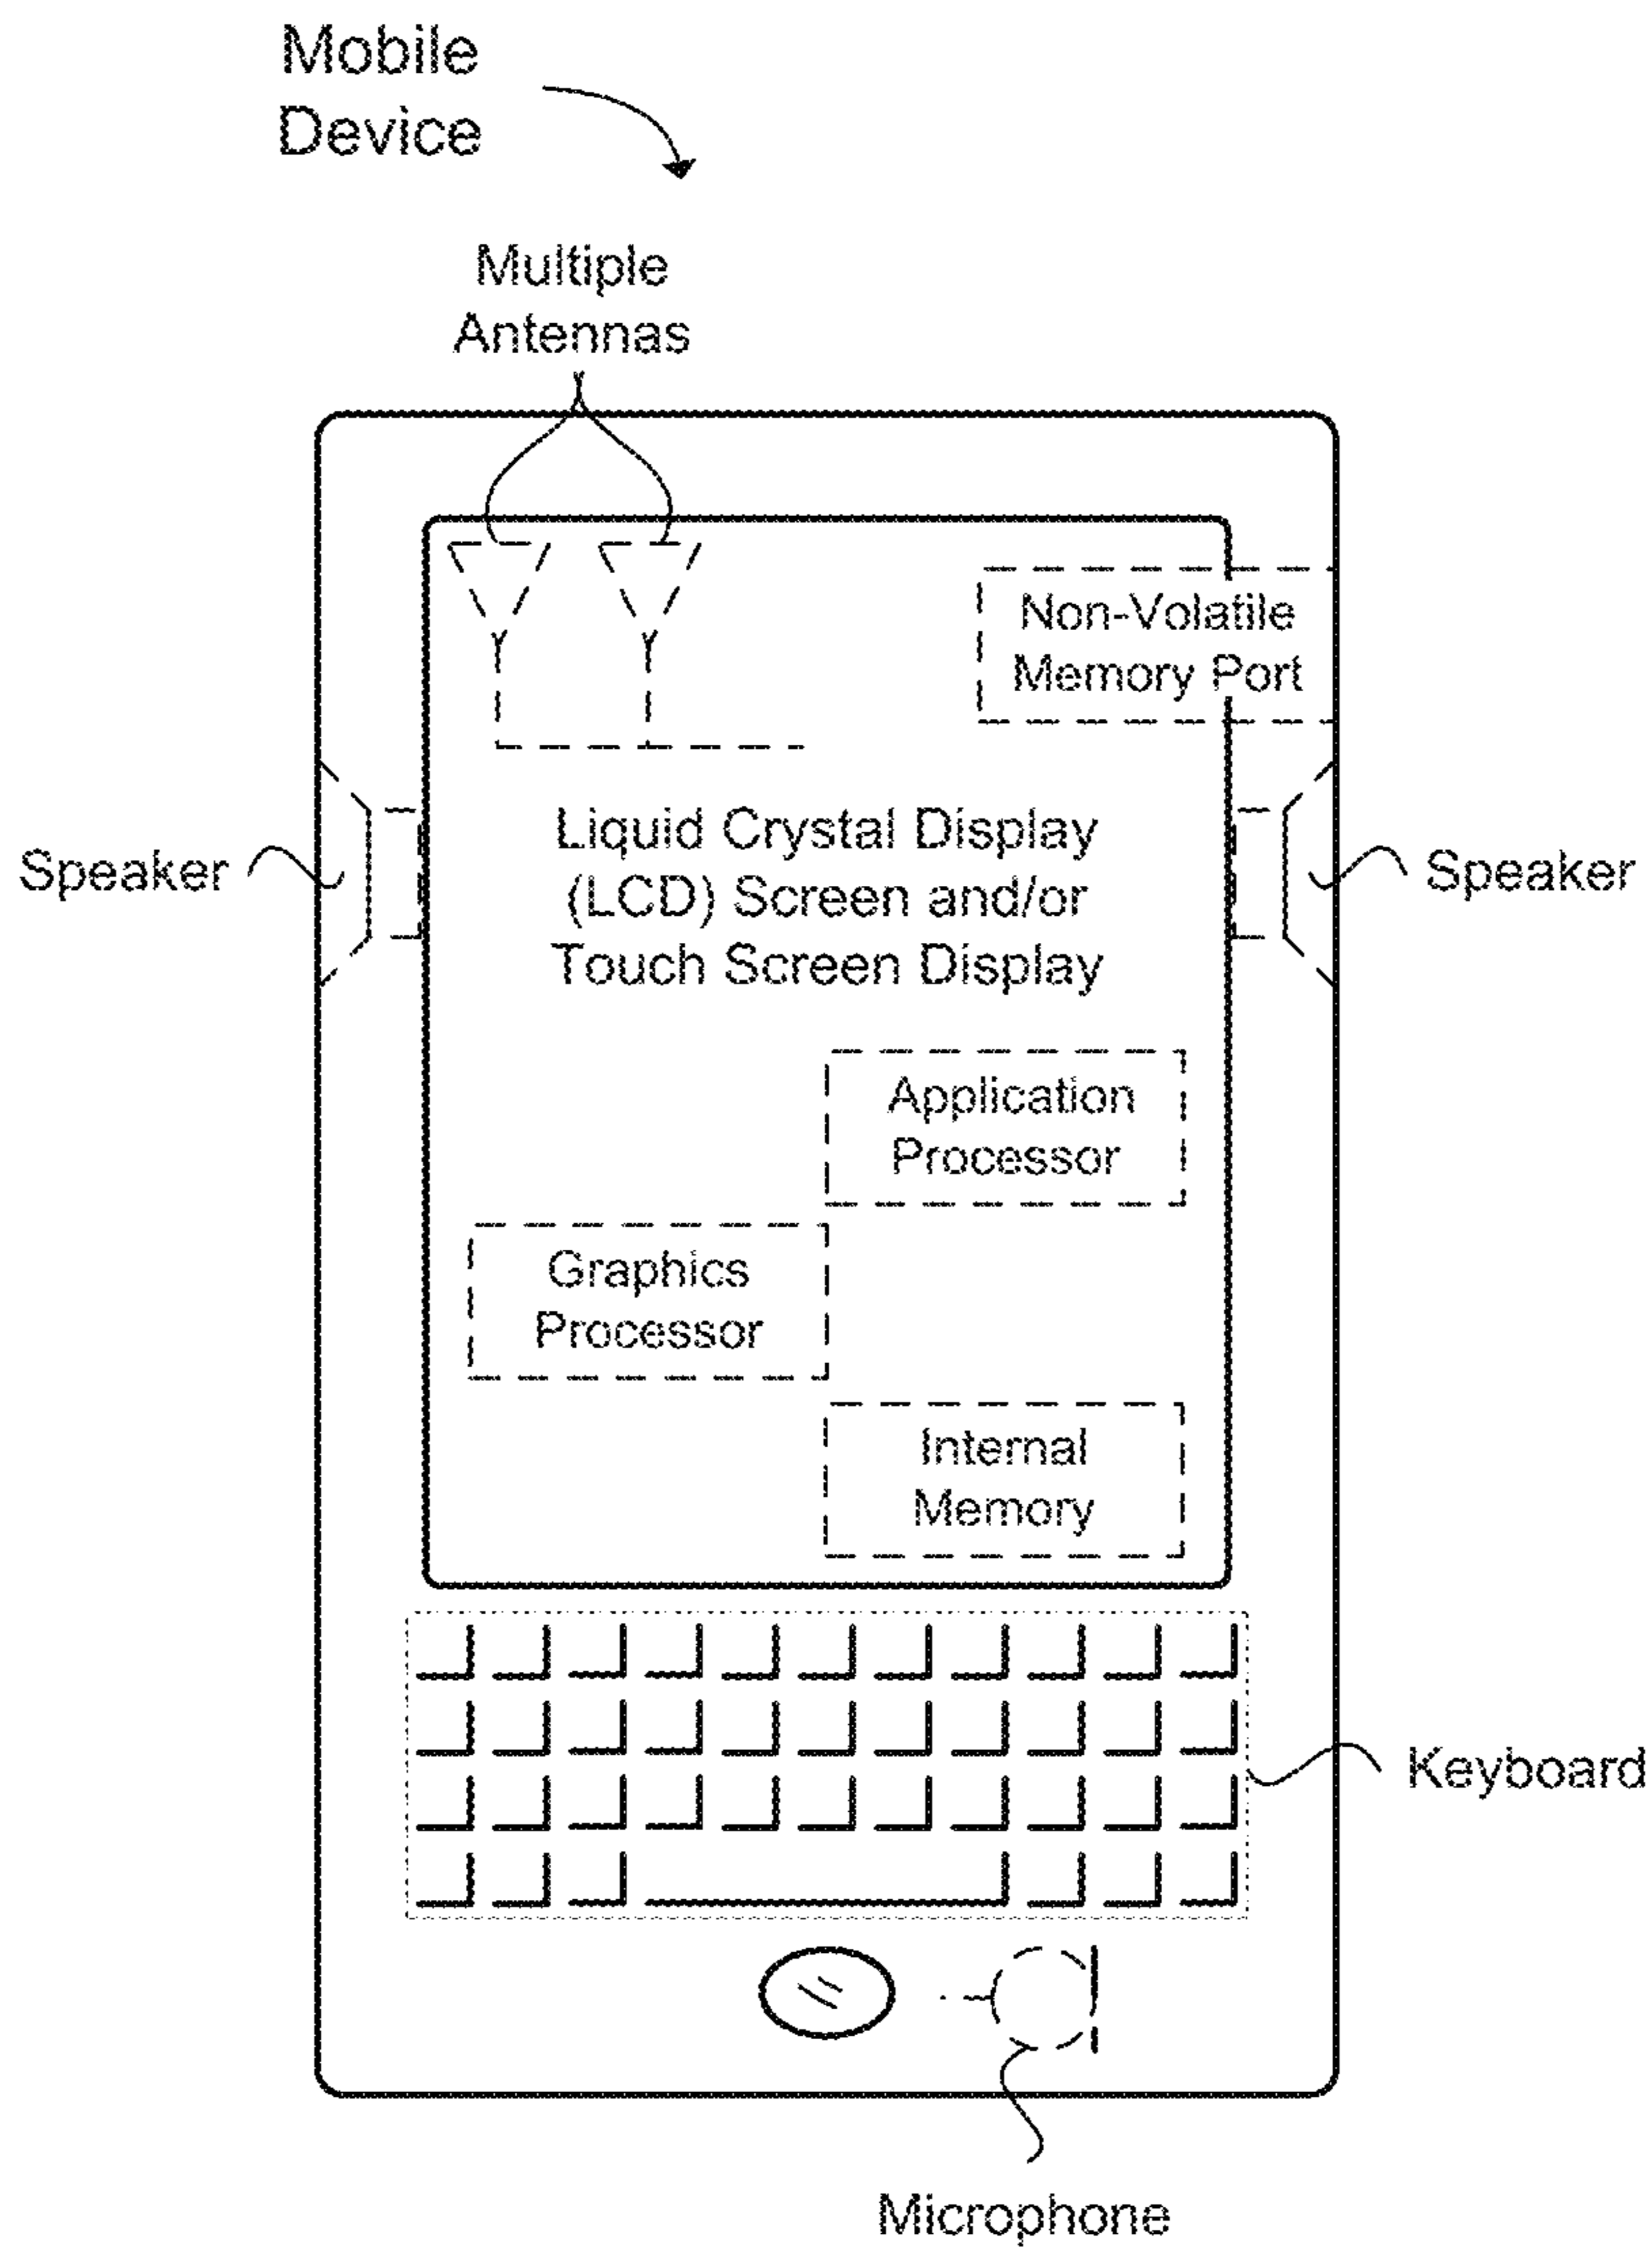 Mobile
Device
Multiple
Antennas
Non-Volatile
Memory Port
Liquid Crystal Display
(LCD) Screen and/or
Touch Screen Display
Speaker
Speaker
Application
Processor
Graphics
Processor
Internal
Memory
Keyboard
Microphone